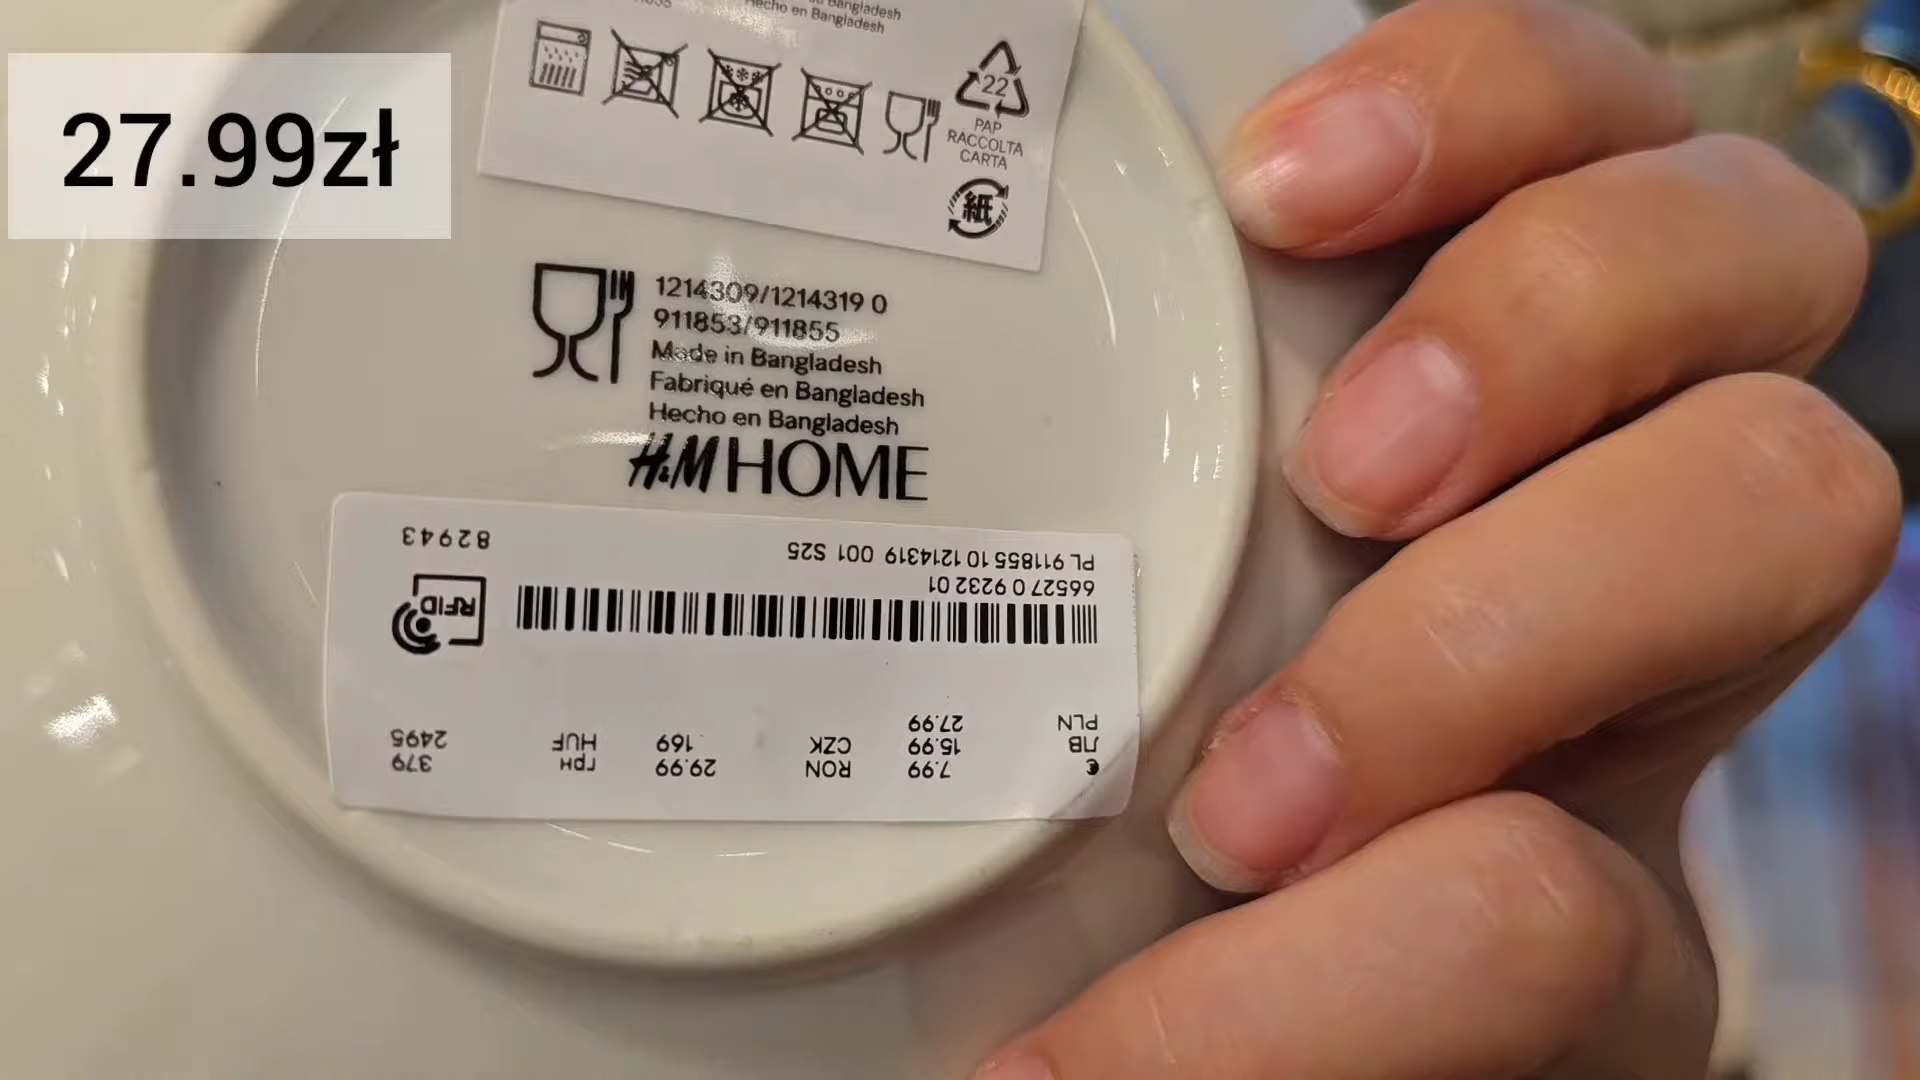 27.99zł
Hecho en Bangladesh
22
PAP
RACCOLTA
CARTA
紙
1214309/1214319 0
911853/911855
Made in Bangladesh
Fabriqué en Bangladesh
Hecho en Bangladesh
H&M HOME
€ 7.99 RON 29.99 грн 379
ЛВ 15.99 CZK 169 HUF 2495
PLN 27.99
RFID
66527 0 9232 01
PL 911855 10 1214319 001 S25
82943